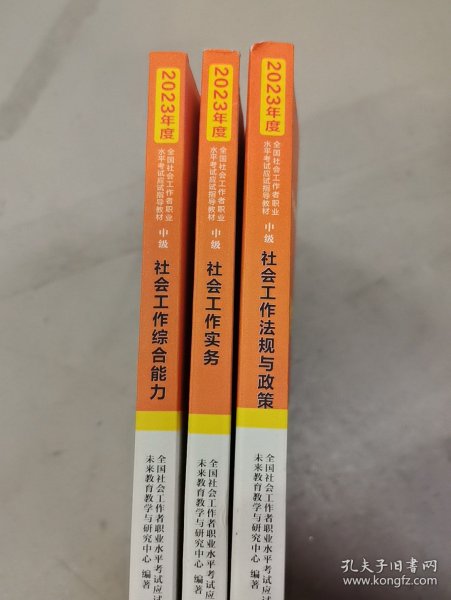 2023年度
全国社会工作者职业
水平考试应试指导教材
中级
社会工作综合能力
全国社会工作者职业水平考试应试
未来教育教学与研究中心 编著
2023年度
全国社会工作者职业
水平考试应试指导教材
中级
社会工作实务
全国社会工作者职业水平考试应试
未来教育教学与研究中心 编著
2023年度
全国社会工作者职业
水平考试应试指导教材
中级
社会工作法规与政策
全国社会工作者职业水平考试应试
未来教育教学与研究中心 编著
孔夫子旧书网
www.kongfz.com